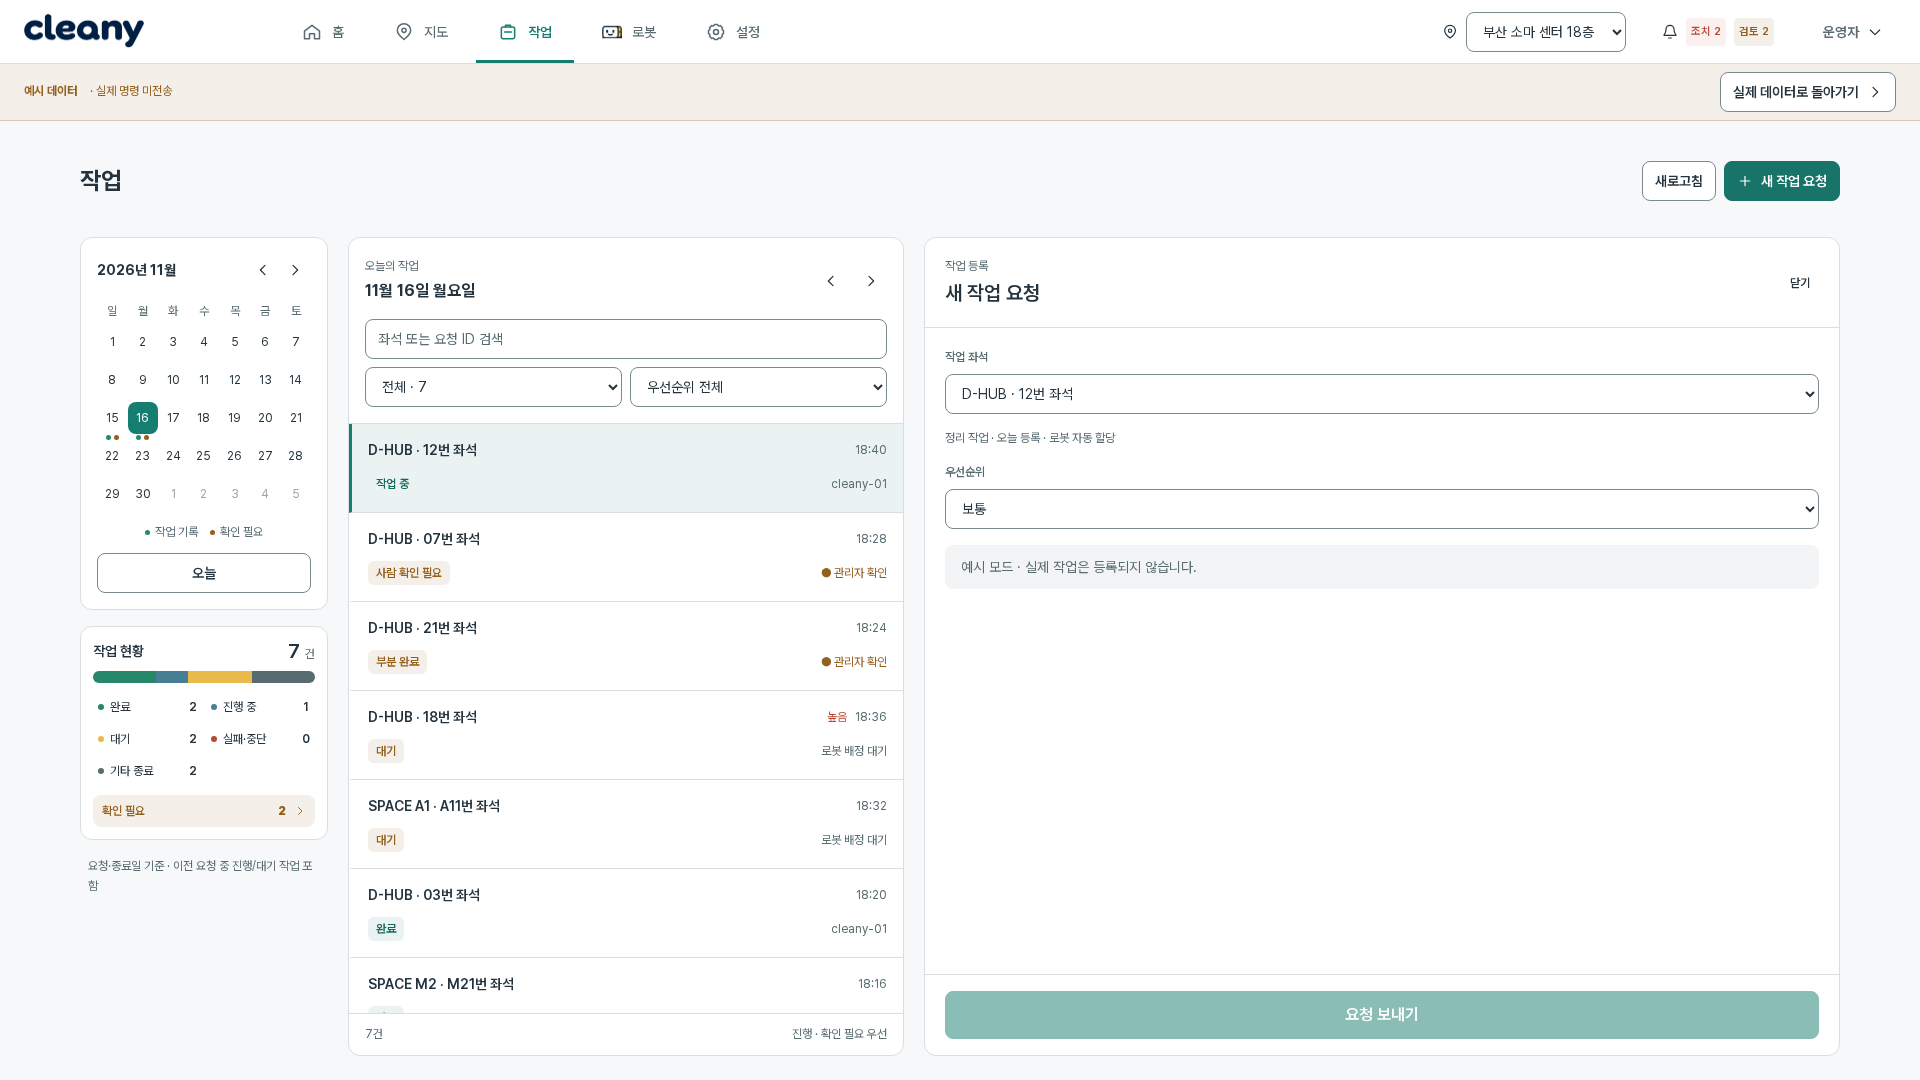 cleany
홈
지도
작업
로봇
설정
부산 소마 센터 18층
조치 2
검토 2
운영자
예시 데이터 · 실제 명령 미전송
실제 데이터로 돌아가기
작업
새로고침
+ 새 작업 요청
2026년 11월
일 월 화 수 목 금 토
1 2 3 4 5 6 7
8 9 10 11 12 13 14
15 16 17 18 19 20 21
22 23 24 25 26 27 28
29 30 1 2 3 4 5
작업 기록 확인 필요
오늘
작업 현황 7 건
완료 2 진행 중 1
대기 2 실패·중단 0
기타 종료 2
확인 필요 2
요청·종료일 기준 · 이전 요청 중 진행/대기 작업 포
함
오늘의 작업
11월 16일 월요일
좌석 또는 요청 ID 검색
전체 · 7
우선순위 전체
D-HUB · 12번 좌석 18:40
작업 중 cleany-01
D-HUB · 07번 좌석 18:28
사람 확인 필요 관리자 확인
D-HUB · 21번 좌석 18:24
부분 완료 관리자 확인
D-HUB · 18번 좌석 높음 18:36
대기 로봇 배정 대기
SPACE A1 · A11번 좌석 18:32
대기 로봇 배정 대기
D-HUB · 03번 좌석 18:20
완료 cleany-01
SPACE M2 · M21번 좌석 18:16
7건 진행 · 확인 필요 우선
작업 등록
새 작업 요청
닫기
작업 좌석
D-HUB · 12번 좌석
정리 작업 · 오늘 등록 · 로봇 자동 할당
우선순위
보통
예시 모드 · 실제 작업은 등록되지 않습니다.
요청 보내기